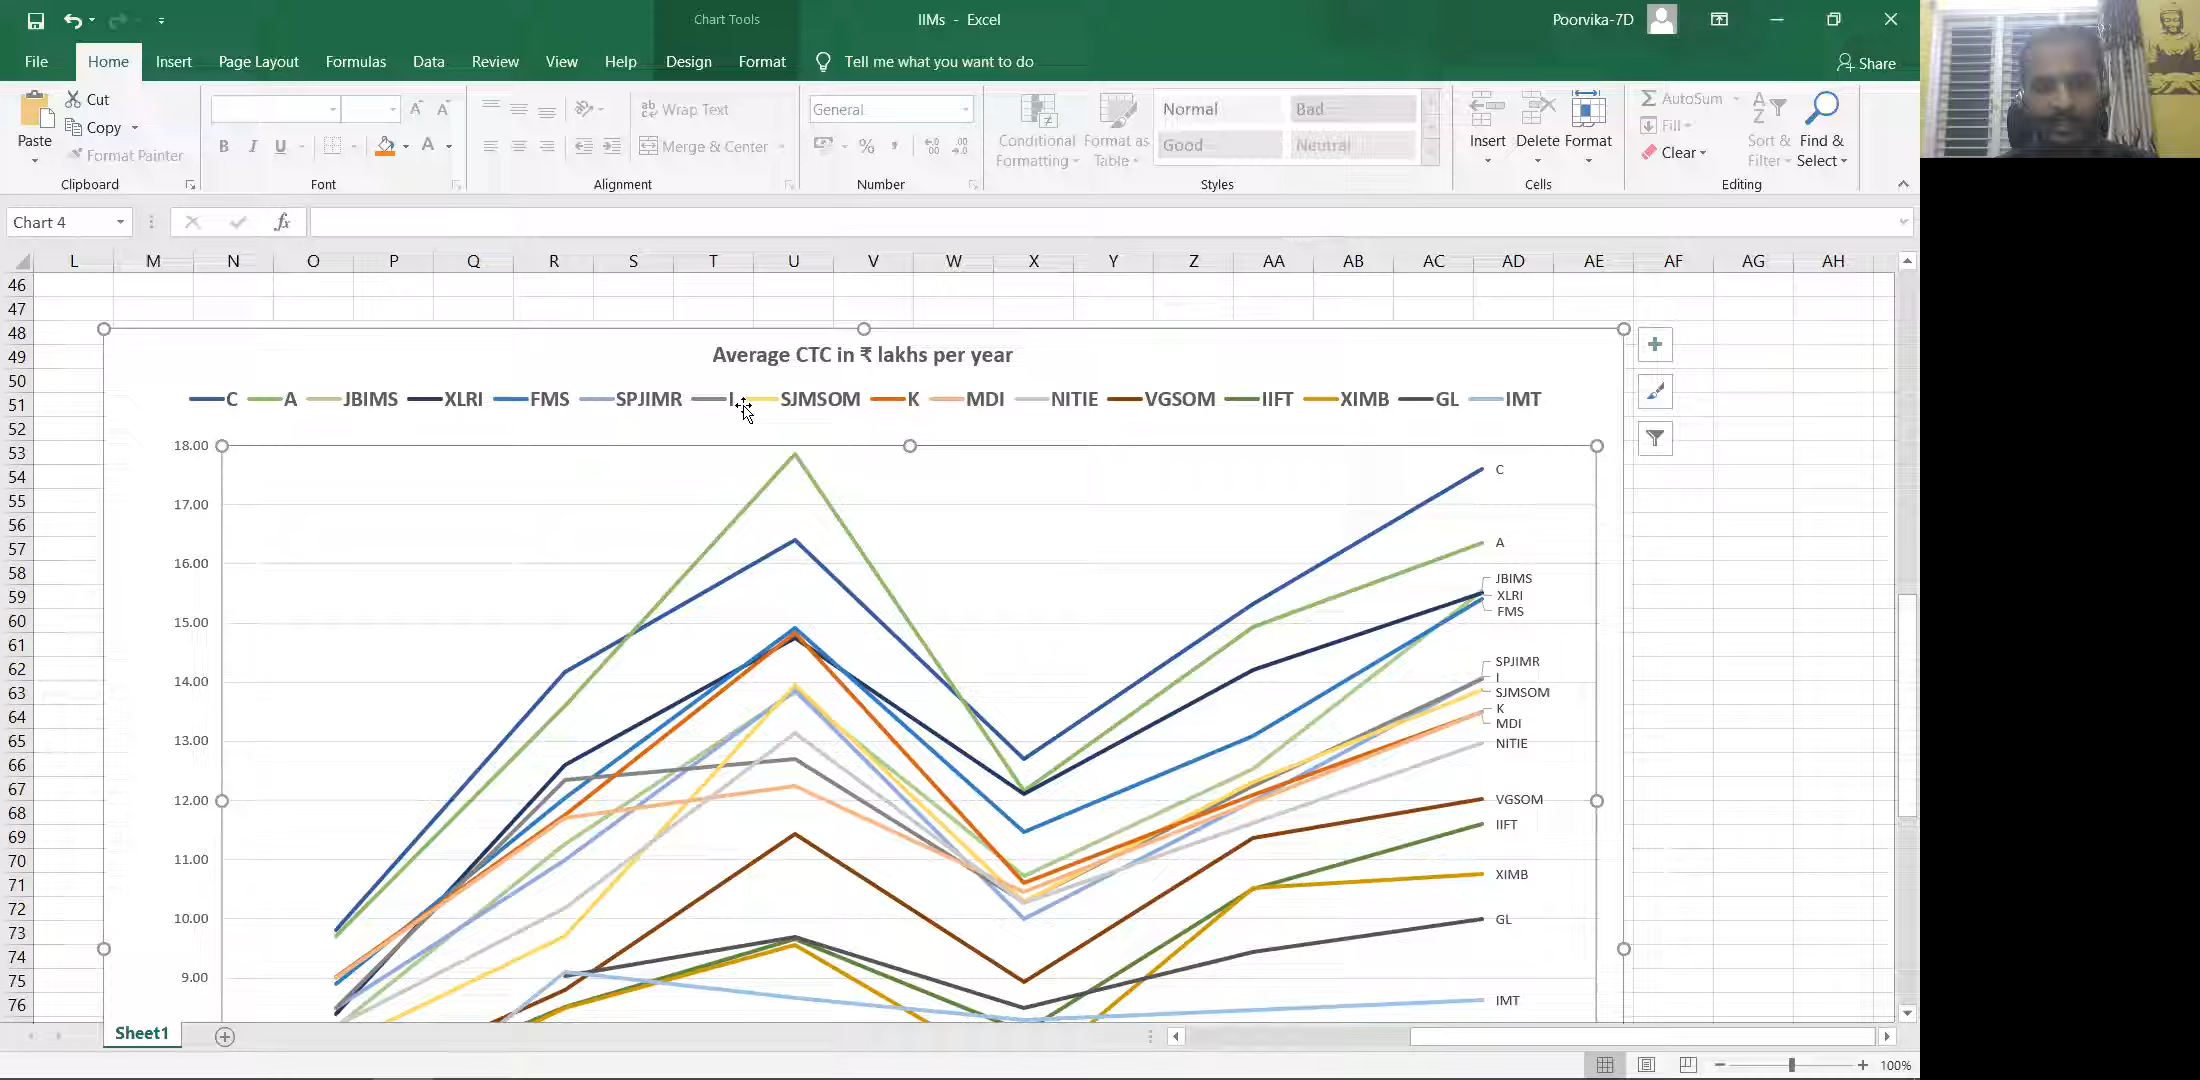 Chart Tools
IIMs - Excel
Poorvika-7D
File Home Insert Page Layout Formulas Data Review View Help Design Format Tell me what you want to do Share
Paste Cut Copy Format Painter
Clipboard
B I U A A A
Font
ab Wrap Text
Merge & Center
Alignment
General
% ,
Number
Conditional Formatting
Format as Table
Normal Bad
Good Neutral
Styles
Insert Delete Format
Cells
AutoSum
Fill
Clear
Sort & Filter
Find & Select
Editing
Chart 4 fx
L M N O P Q R S T U V W X Y Z AA AB AC AD AE AF AG AH
46
47
48
49
50
51
52
53
54
55
56
57
58
59
60
61
62
63
64
65
66
67
68
69
70
71
72
73
74
75
76
Average CTC in ₹ lakhs per year
C A JBIMS XLRI FMS SPJIMR I SJMSOM K MDI NITIE VGSOM IIFT XIMB GL IMT
18.00
17.00
16.00
15.00
14.00
13.00
12.00
11.00
10.00
9.00
C
A
JBIMS
XLRI
FMS
SPJIMR
I
SJMSOM
K
MDI
NITIE
VGSOM
IIFT
XIMB
GL
IMT
Sheet1
100%